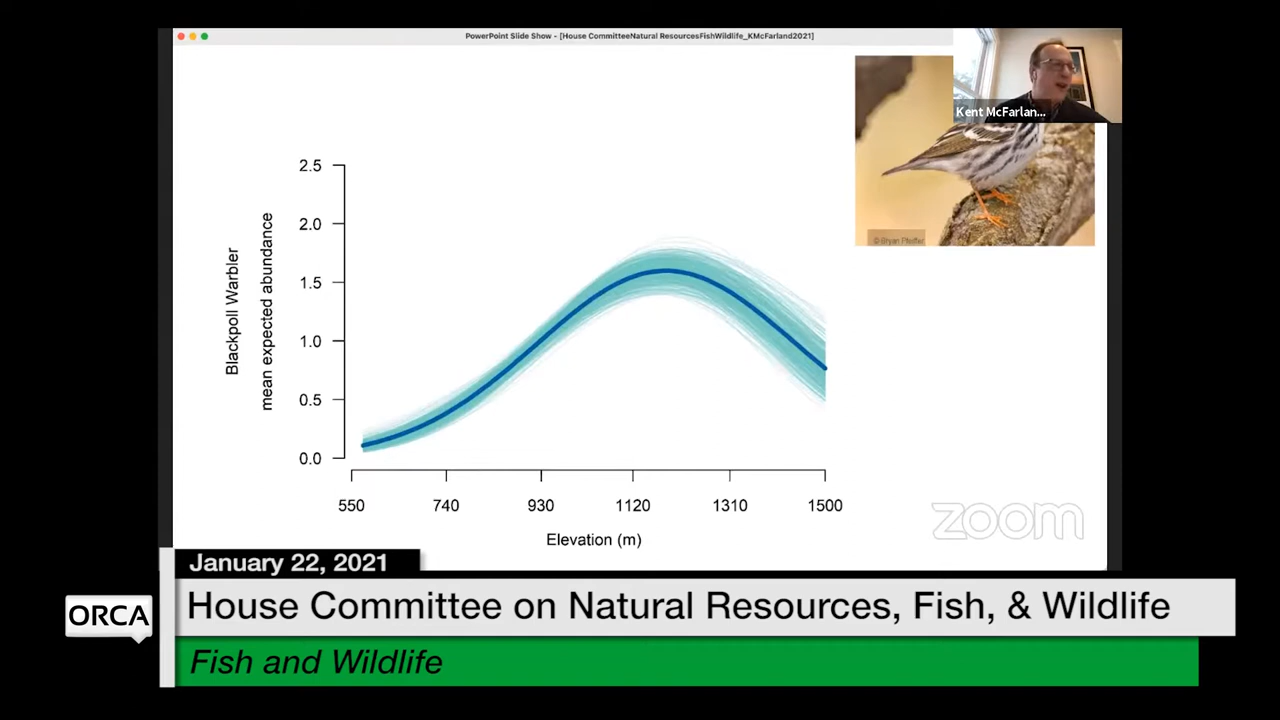 PowerPoint Slide Show - [House CommitteeNatural ResourcesFishWildlife_KMcFarland2021]
Kent McFarlan...
© Bryan Pfeiffer
2.5
2.0
1.5
1.0
0.5
0.0
Blackpoll Warbler
mean expected abundance
550 740 930 1120 1310 1500
Elevation (m)
zoom
January 22, 2021
ORCA
House Committee on Natural Resources, Fish, & Wildlife
Fish and Wildlife